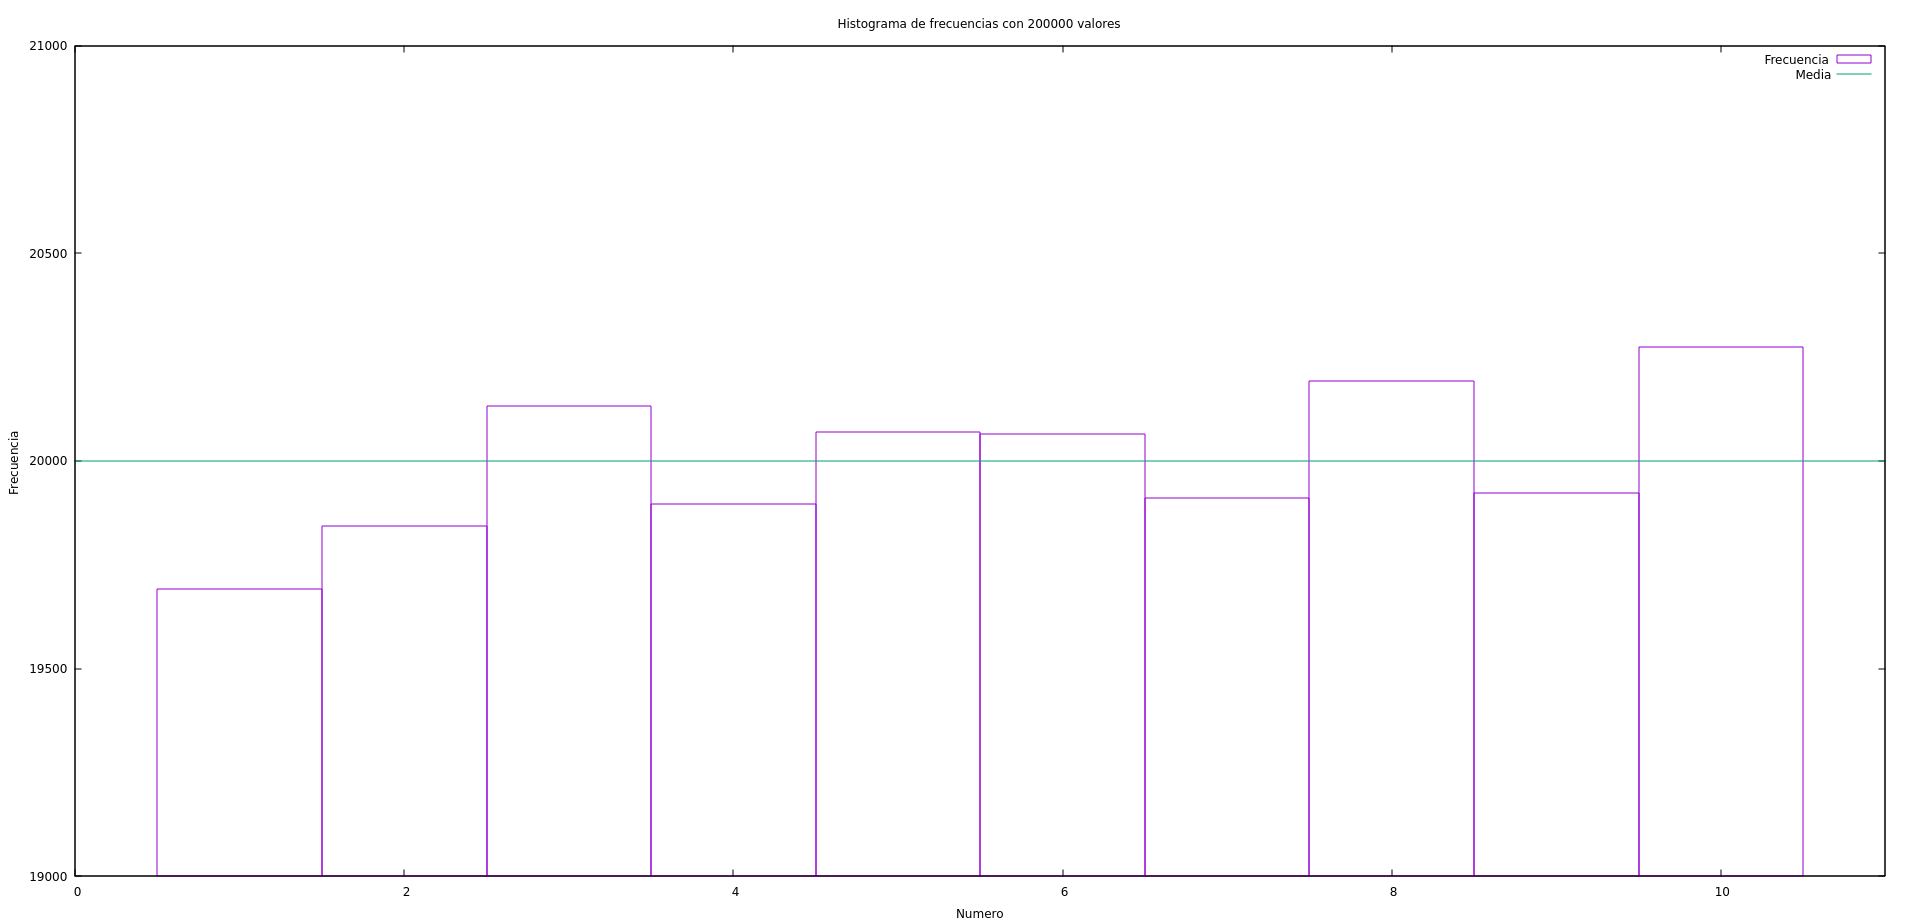 Histograma de frecuencias con 200000 valores
21000
20500
20000
19500
19000
Frecuencia
Frecuencia
Media
0 2 4 6 8 10
Numero